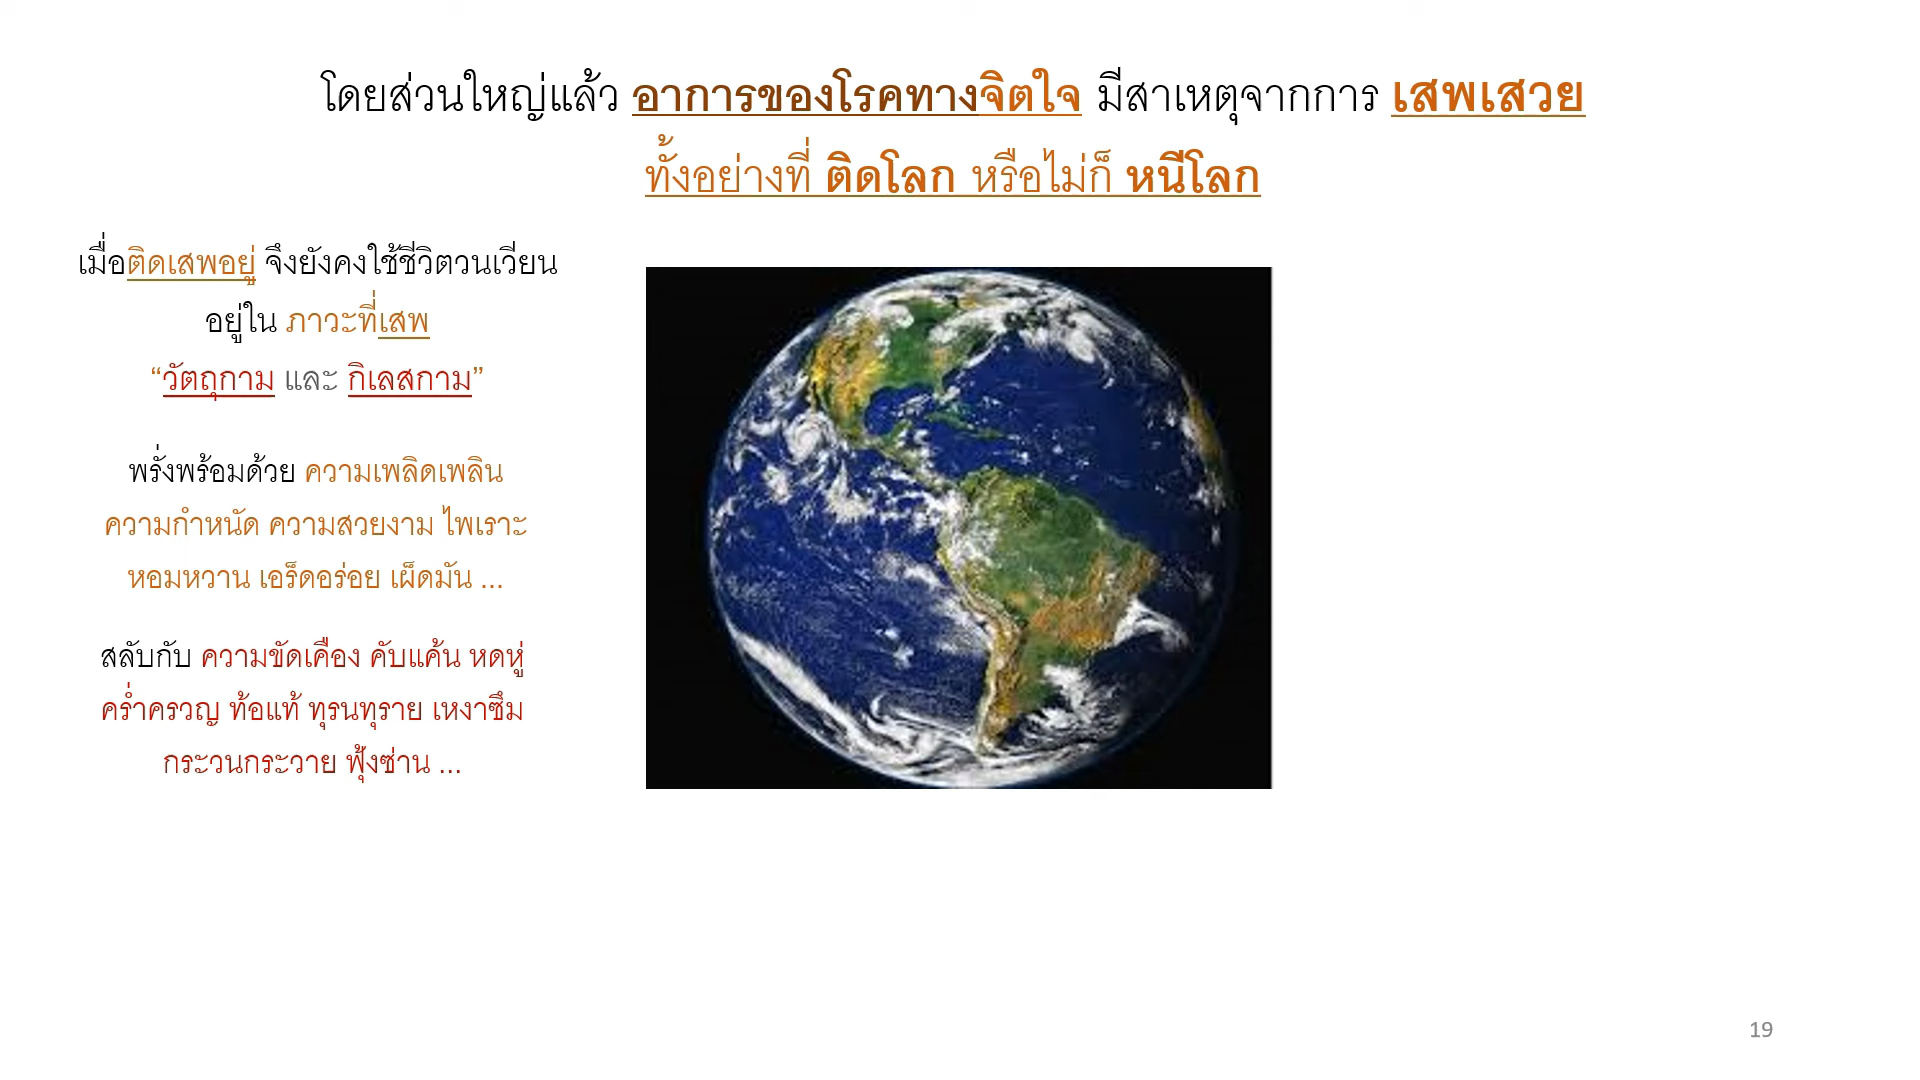 โดยส่วนใหญ่แล้ว อาการของโรคทางจิตใจ มีสาเหตุจากการ เสพเสวย
ทั้งอย่างที่ ติดโลก หรือไม่ก็ หนีโลก
เมื่อติดเสพอยู่ จึงยังคงใช้ชีวิตวนเวียน
อยู่ใน ภาวะที่เสพ
“วัตถุกาม และ กิเลสกาม”
พรั่งพร้อมด้วย ความเพลิดเพลิน
ความกำหนัด ความสวยงาม ไพเราะ
หอมหวาน เอร็ดอร่อย เผ็ดมัน ...
สลับกับ ความขัดเคือง คับแค้น หดหู่
คร่ำครวญ ท้อแท้ ทุรนทุราย เหงาซึม
กระวนกระวาย ฟุ้งซ่าน ...
19